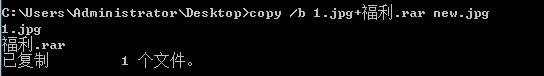 C:\Users\Administrator\Desktop>copy /b 1.jpg+福利.rar new.jpg
1.jpg
福利.rar
已复制         1 个文件。